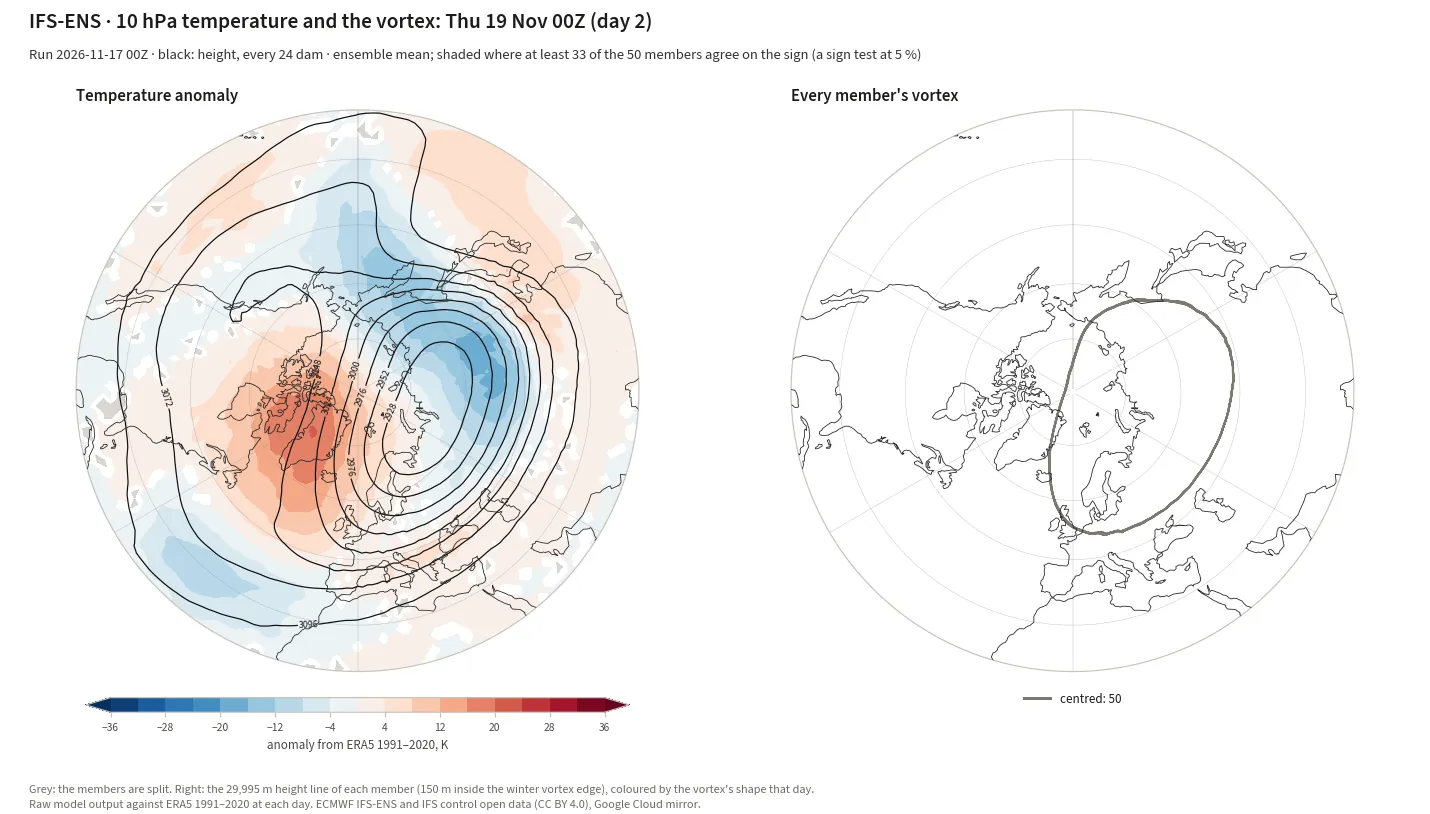 IFS-ENS · 10 hPa temperature and the vortex: Thu 19 Nov 00Z (day 2)
Run 2026-11-17 00Z · black: height, every 24 dam · ensemble mean; shaded where at least 33 of the 50 members agree on the sign (a sign test at 5 %)
Temperature anomaly
Every member's vortex
3000
2952
2976
2928
3072
2976
3096
centred: 50
−36 −28 −20 −12 −4 4 12 20 28 36
anomaly from ERA5 1991–2020, K
Grey: the members are split. Right: the 29,995 m height line of each member (150 m inside the winter vortex edge), coloured by the vortex's shape that day.
Raw model output against ERA5 1991–2020 at each day. ECMWF IFS-ENS and IFS control open data (CC BY 4.0), Google Cloud mirror.